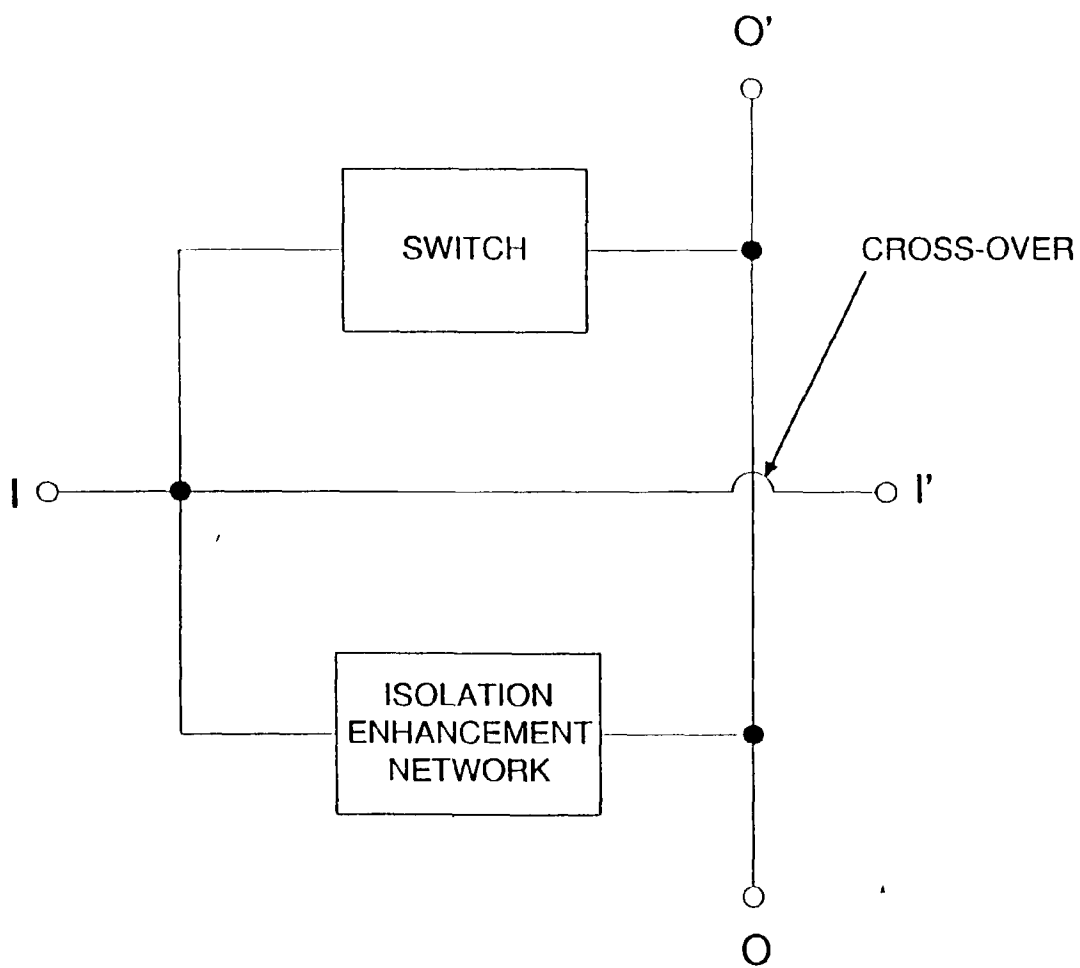 O'
SWITCH
CROSS-OVER
I
I'
ISOLATION
ENHANCEMENT
NETWORK
O